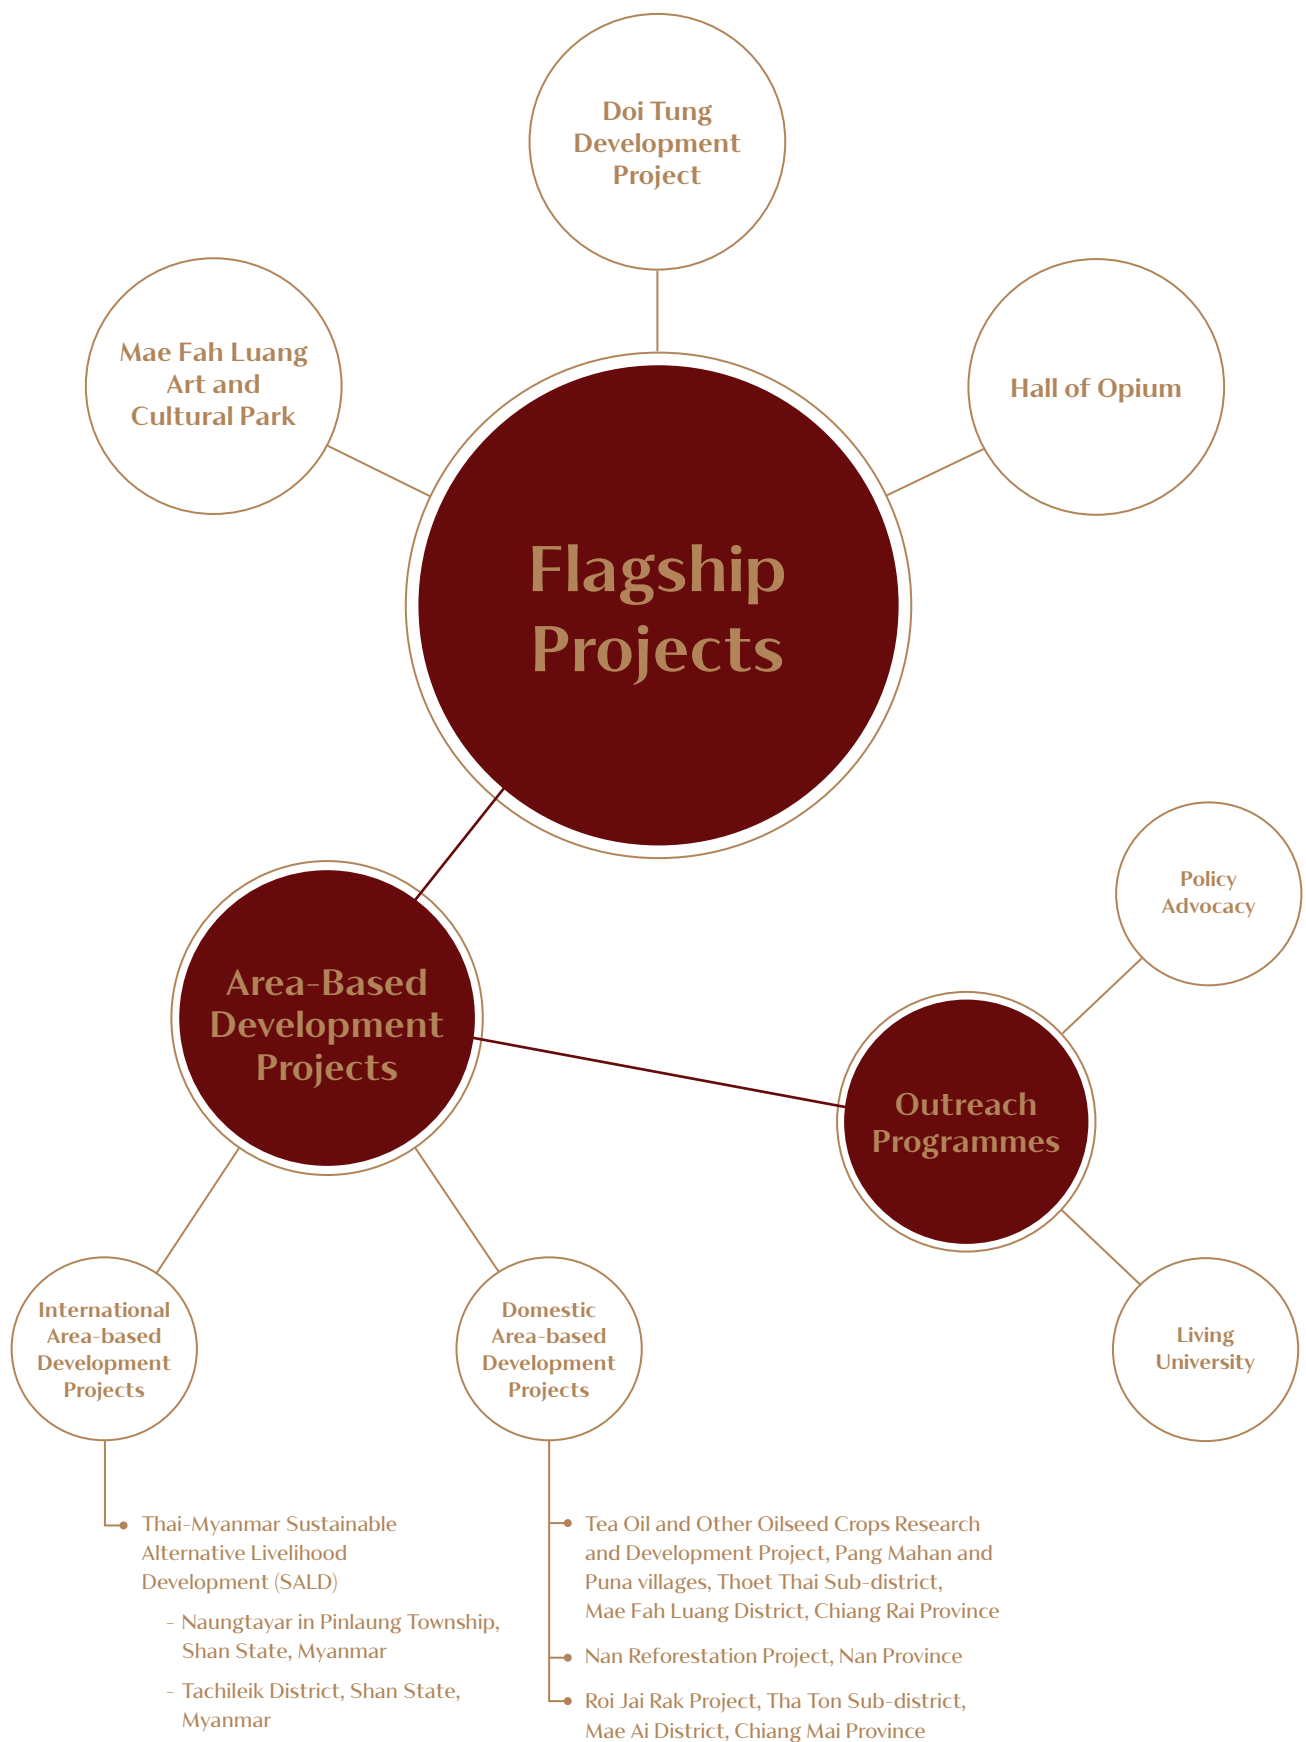 Doi Tung
Development
Project
Mae Fah Luang
Art and
Cultural Park
Hall of Opium
Flagship
Projects
Policy
Advocacy
Area-Based
Development
Projects
Outreach
Programmes
International
Area-based
Development
Projects
Domestic
Area-based
Development
Projects
Living
University
Thai-Myanmar Sustainable
Alternative Livelihood
Development (SALD)
- Naungtayar in Pinlaung Township,
Shan State, Myanmar
- Tachileik District, Shan State,
Myanmar
Tea Oil and Other Oilseed Crops Research
and Development Project, Pang Mahan and
Puna villages, Thoet Thai Sub-district,
Mae Fah Luang District, Chiang Rai Province
Nan Reforestation Project, Nan Province
Roi Jai Rak Project, Tha Ton Sub-district,
Mae Ai District, Chiang Mai Province